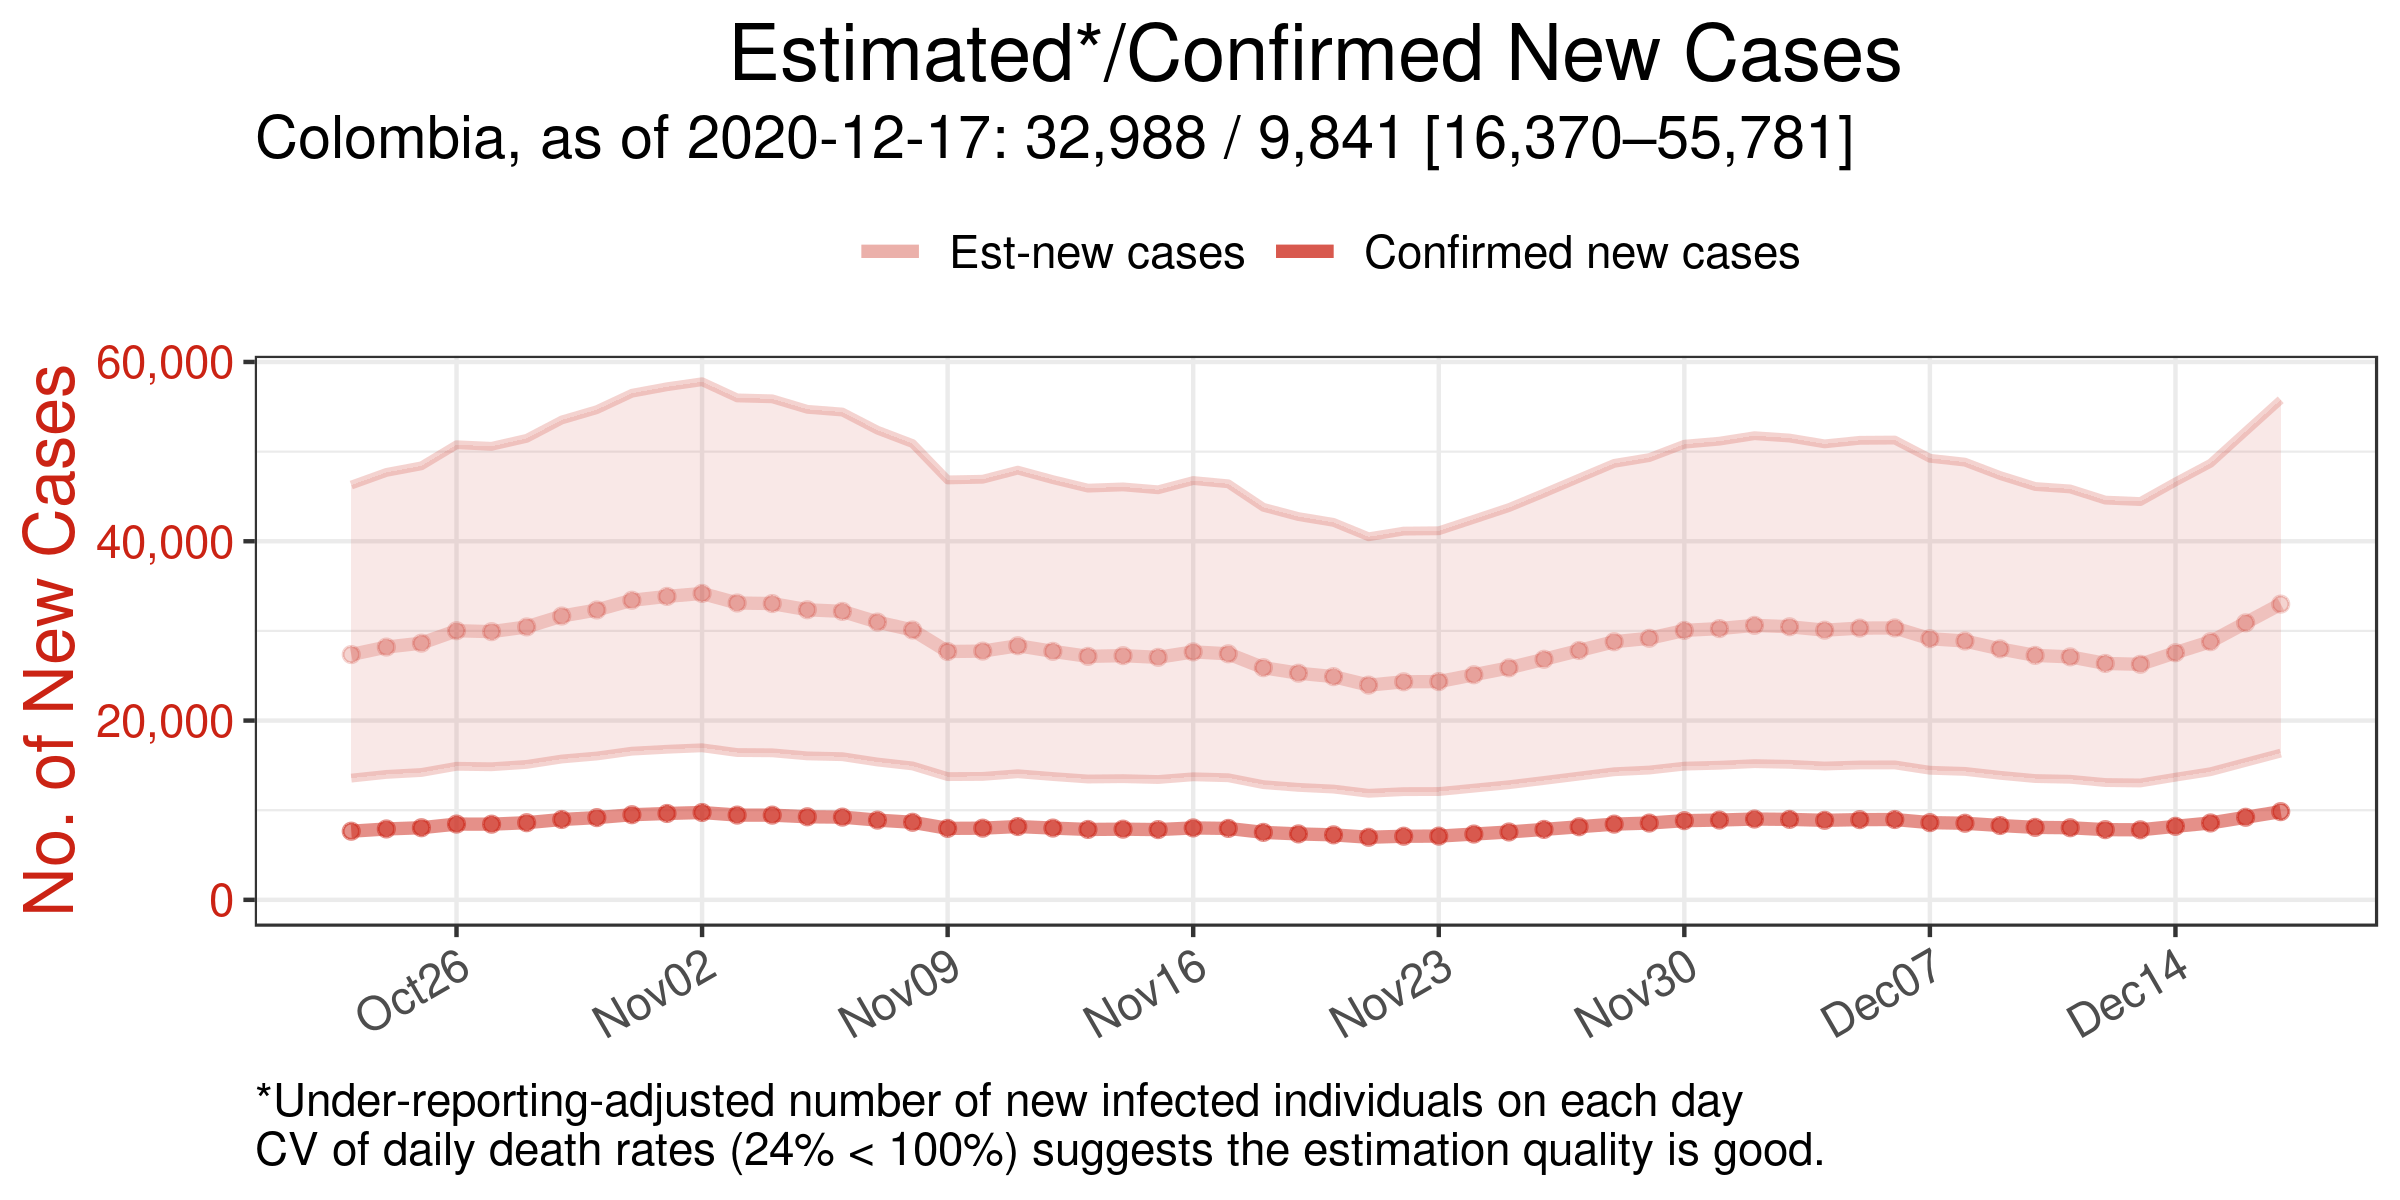 Estimated*/Confirmed New Cases
Colombia, as of 2020-12-17: 32,988 / 9,841 [16,370–55,781]
Est-new cases
Confirmed new cases
No. of New Cases
60,000
40,000
20,000
0
Oct26
Nov02
Nov09
Nov16
Nov23
Nov30
Dec07
Dec14
*Under-reporting-adjusted number of new infected individuals on each day
CV of daily death rates (24% < 100%) suggests the estimation quality is good.